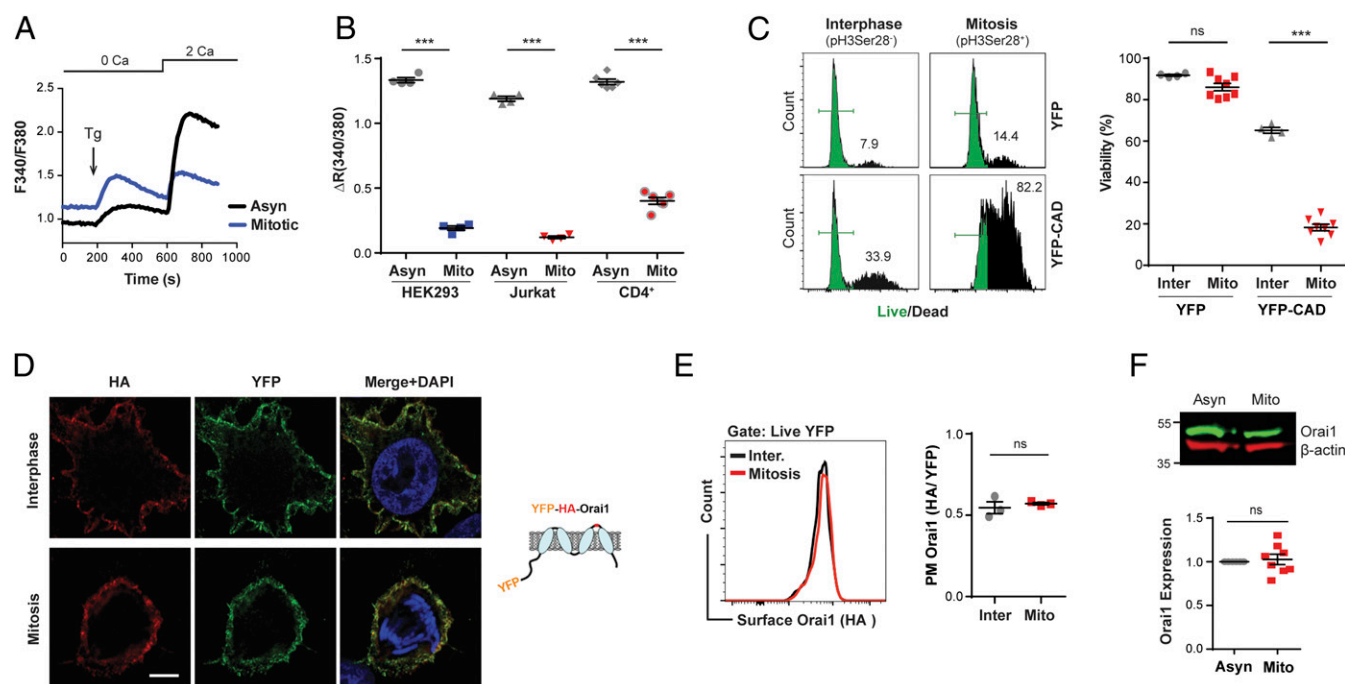 A
0 Ca
2 Ca
Tg
F340/F380
2.5
2.0
1.5
1.0
Asyn
Mitotic
0 200 400 600 800 1000
Time (s)
B
*** *** ***
ΔR(340/380)
1.5
1.0
0.5
0.0
Asyn Mito Asyn Mito Asyn Mito
HEK293 Jurkat CD4⁺
C
Interphase Mitosis
(pH3Ser28⁻) (pH3Ser28⁺)
Count
7.9
14.4
YFP
Count
33.9
82.2
YFP-CAD
Live/Dead
ns ***
Viability (%)
100
80
60
40
20
0
Inter Mito Inter Mito
YFP YFP-CAD
D
HA YFP Merge+DAPI
Interphase
Mitosis
YFP-HA-Orai1
YFP
E
Gate: Live YFP
Inter.
Mitosis
Count
Surface Orai1 (HA )
ns
PM Orai1 (HA/ YFP)
1.0
0.5
0.0
Inter Mito
F
Asyn Mito
55
35
Orai1
β-actin
ns
Orai1 Expression
1.5
1.0
0.5
0.0
Asyn Mito